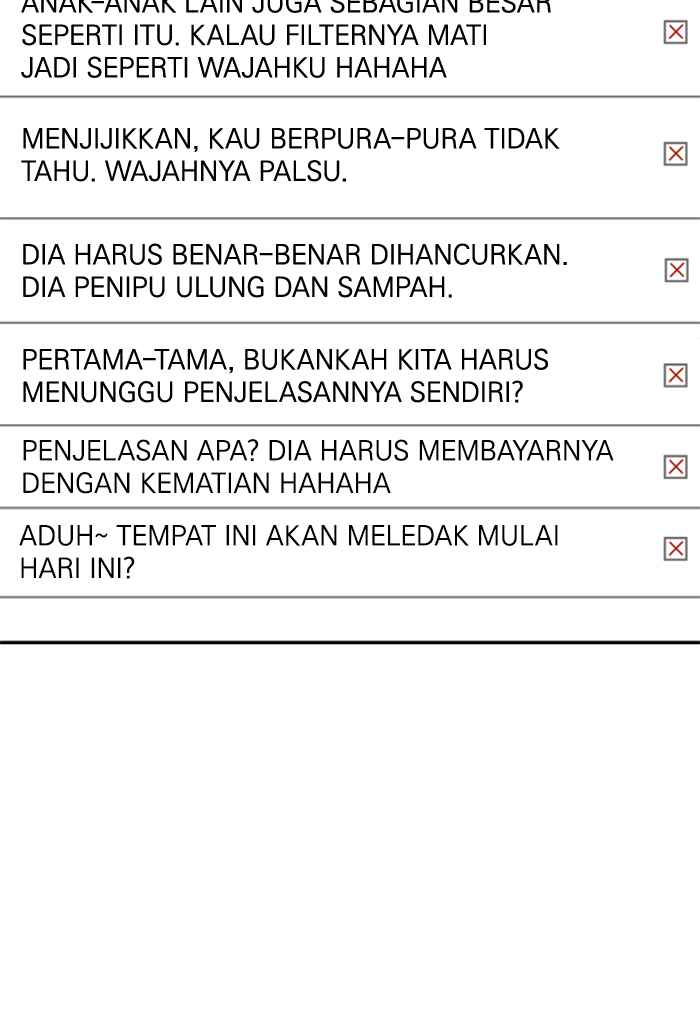 ANAK-ANAK LAIN JUGA SEBAGIAN BESAR
SEPERTI ITU. KALAU FILTERNYA MATI
JADI SEPERTI WAJAHKU HAHAHA
MENJIJIKKAN, KAU BERPURA-PURA TIDAK
TAHU. WAJAHNYA PALSU.
DIA HARUS BENAR-BENAR DIHANCURKAN.
DIA PENIPU ULUNG DAN SAMPAH.
PERTAMA-TAMA, BUKANKAH KITA HARUS
MENUNGGU PENJELASANNYA SENDIRI?
PENJELASAN APA? DIA HARUS MEMBAYARNYA
DENGAN KEMATIAN HAHAHA
ADUH~ TEMPAT INI AKAN MELEDAK MULAI
HARI INI?